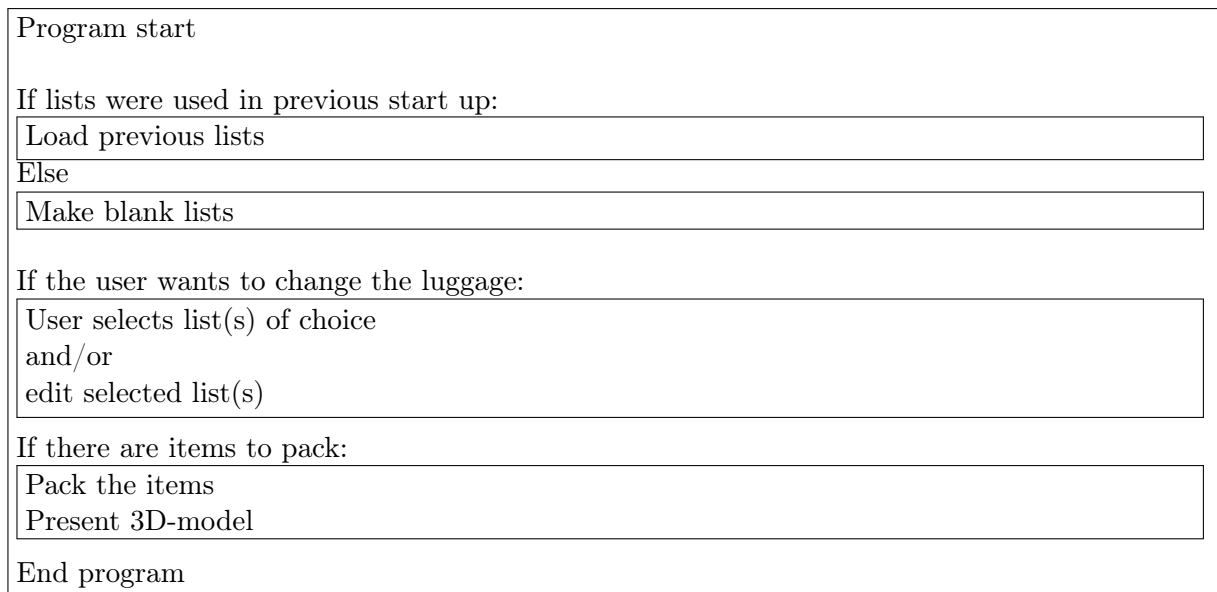 Program start
If lists were used in previous start up:
Load previous lists
Else
Make blank lists
If the user wants to change the luggage:
User selects list(s) of choice
and/or
edit selected list(s)
If there are items to pack:
Pack the items
Present 3D-model
End program